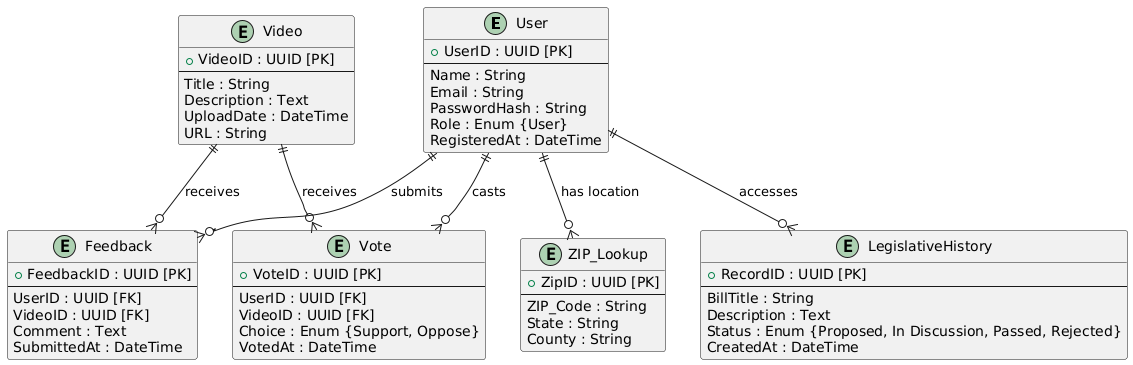 E Video
VideoID : UUID [PK]
Title : String
Description : Text
UploadDate : DateTime
URL : String
E User
UserID : UUID [PK]
Name : String
Email : String
PasswordHash : String
Role : Enum {User}
RegisteredAt : DateTime
receives
receives
submits
casts
has location
accesses
E Feedback
FeedbackID : UUID [PK]
UserID : UUID [FK]
VideoID : UUID [FK]
Comment : Text
SubmittedAt : DateTime
E Vote
VoteID : UUID [PK]
UserID : UUID [FK]
VideoID : UUID [FK]
Choice : Enum {Support, Oppose}
VotedAt : DateTime
E ZIP_Lookup
ZipID : UUID [PK]
ZIP_Code : String
State : String
County : String
E LegislativeHistory
RecordID : UUID [PK]
BillTitle : String
Description : Text
Status : Enum {Proposed, In Discussion, Passed, Rejected}
CreatedAt : DateTime